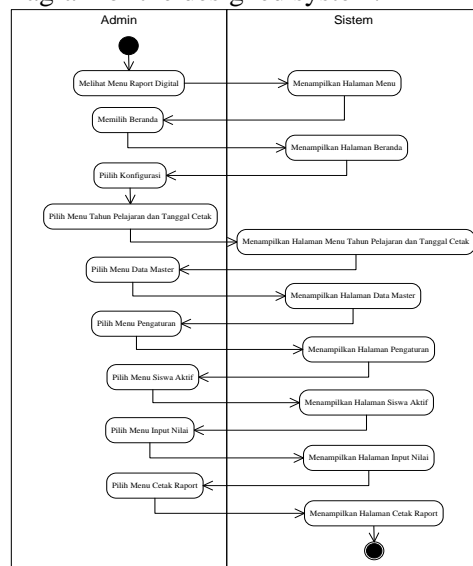 Admin
Sistem
Melihat Menu Raport Digital
Menampilkan Halaman Menu
Memilih Beranda
Menampilkan Halaman Beranda
Piilih Konfigurasi
Pilih Menu Tahun Pelajaran dan Tanggal Cetak
Menampilkan Halaman Menu Tahun Pelajaran dan Tanggal Cetak
Pilih Menu Data Master
Menampilkan Halaman Data Master
Pilih Menu Pengaturan
Menampilkan Halaman Pengaturan
Pilih Menu Siswa Aktif
Menampilkan Halaman Siswa Aktif
Pilih Menu Input Nilai
Menampilkan Halaman Input Nilai
Pilih Menu Cetak Raport
Menampilkan Halaman Cetak Raport